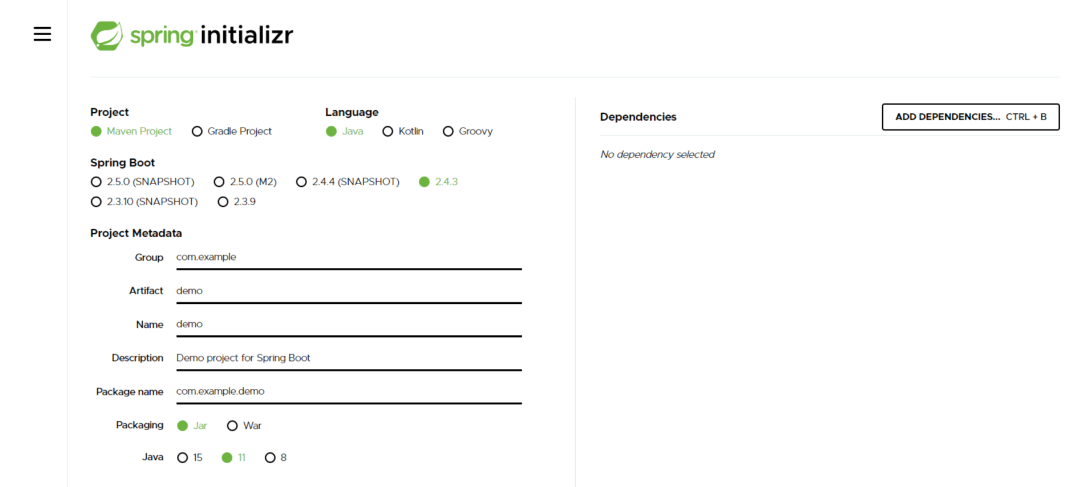 spring initializr
Project
Maven Project Gradle Project
Language
Java Kotlin Groovy
Spring Boot
2.5.0 (SNAPSHOT) 2.5.0 (M2) 2.4.4 (SNAPSHOT) 2.4.3
2.3.10 (SNAPSHOT) 2.3.9
Project Metadata
Group com.example
Artifact demo
Name demo
Description Demo project for Spring Boot
Package name com.example.demo
Packaging Jar War
Java 15 11 8
Dependencies
ADD DEPENDENCIES... CTRL + B
No dependency selected